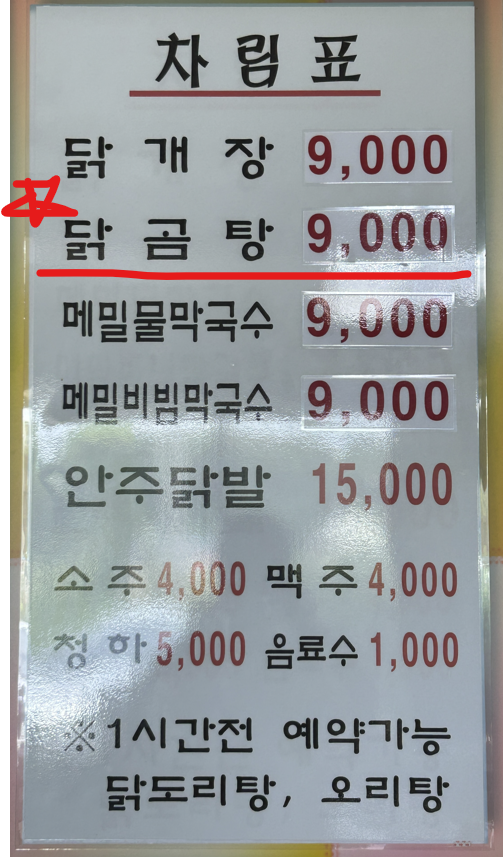 차림표
닭개장 9,000
닭곰탕 9,000
메밀물막국수 9,000
메밀비빔막국수 9,000
안주닭발 15,000
소주 4,000 맥주 4,000
청하 5,000 음료수 1,000
※1시간전 예약가능
닭도리탕, 오리탕